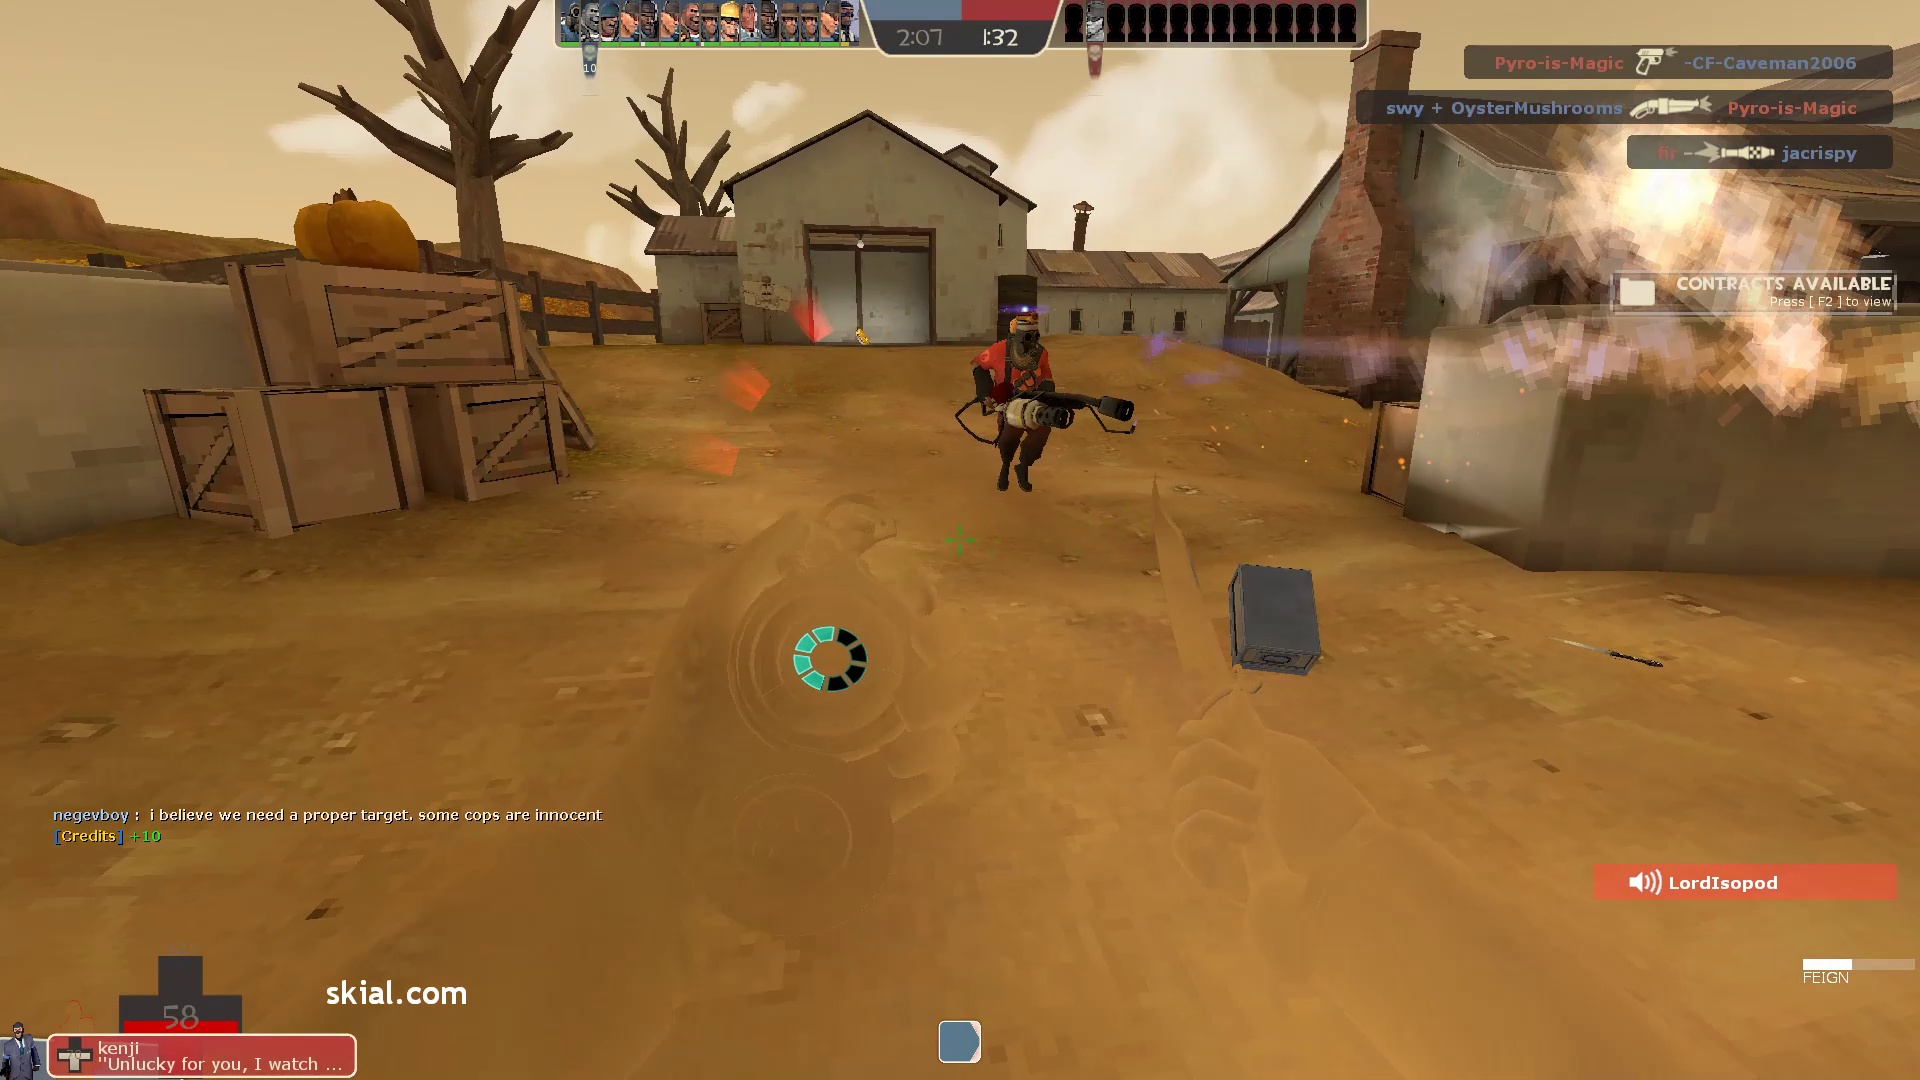 2:07 1:32
10
Pyro-is-Magic -CF-Caveman2006
swy + OysterMushrooms Pyro-is-Magic
fir jacrispy
CONTRACTS AVAILABLE
Press [ F2 ] to view
negevboy : i believe we need a proper target. some cops are innocent
[Credits] +10
LordIsopod
FEIGN
skial.com
58
kenji
"Unlucky for you, I watch ...